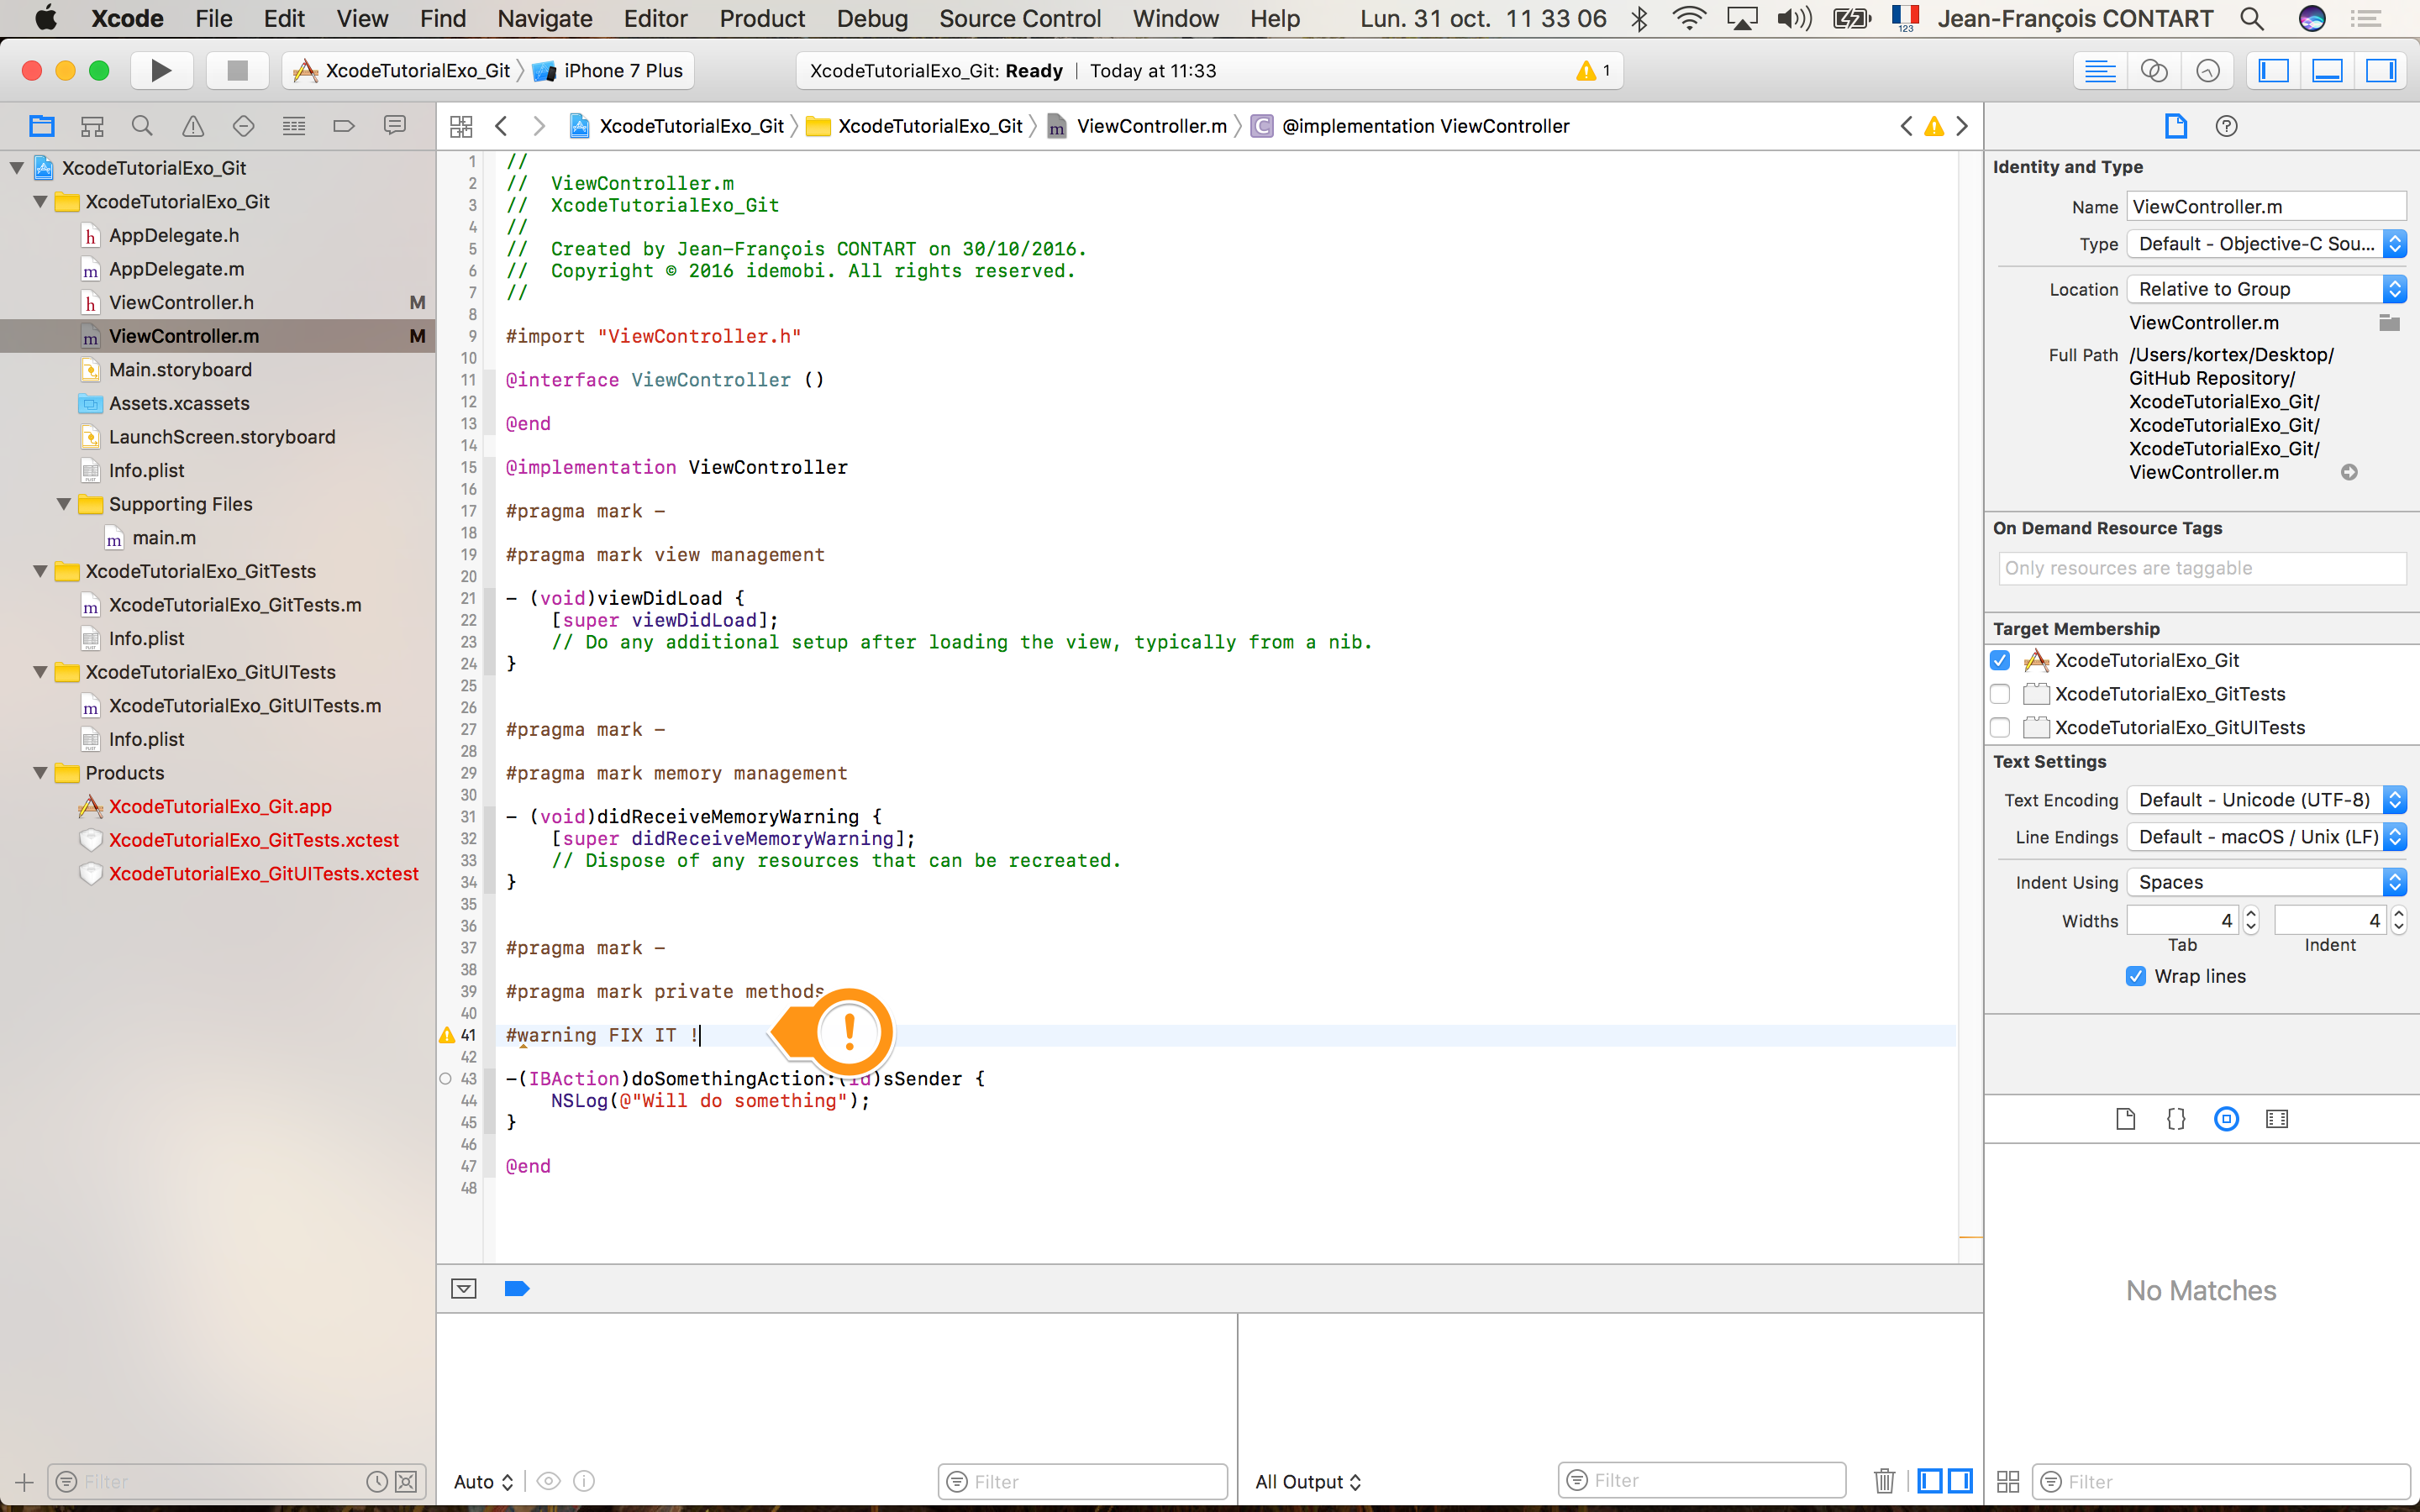 Xcode File Edit View Find Navigate Editor Product Debug Source Control Window Help Lun. 31 oct. 11 33 06 123 Jean-François CONTART
XcodeTutorialExo_Git iPhone 7 Plus XcodeTutorialExo_Git: Ready | Today at 11:33 1
XcodeTutorialExo_Git XcodeTutorialExo_Git ViewController.m C @implementation ViewController
XcodeTutorialExo_Git
XcodeTutorialExo_Git
AppDelegate.h
AppDelegate.m
ViewController.h M
ViewController.m M
Main.storyboard
Assets.xcassets
LaunchScreen.storyboard
Info.plist
Supporting Files
main.m
XcodeTutorialExo_GitTests
XcodeTutorialExo_GitTests.m
Info.plist
XcodeTutorialExo_GitUITests
XcodeTutorialExo_GitUITests.m
Info.plist
Products
XcodeTutorialExo_Git.app
XcodeTutorialExo_GitTests.xctest
XcodeTutorialExo_GitUITests.xctest
Filter
1 //
2 //  ViewController.m
3 //  XcodeTutorialExo_Git
4 //
5 //  Created by Jean-François CONTART on 30/10/2016.
6 //  Copyright © 2016 idemobi. All rights reserved.
7 //
8
9 #import "ViewController.h"
10
11 @interface ViewController ()
12
13 @end
14
15 @implementation ViewController
16
17 #pragma mark -
18
19 #pragma mark view management
20
21 - (void)viewDidLoad {
22     [super viewDidLoad];
23     // Do any additional setup after loading the view, typically from a nib.
24 }
25
26
27 #pragma mark -
28
29 #pragma mark memory management
30
31 - (void)didReceiveMemoryWarning {
32     [super didReceiveMemoryWarning];
33     // Dispose of any resources that can be recreated.
34 }
35
36
37 #pragma mark -
38
39 #pragma mark private methods
40
41 #warning FIX IT !
42
43 -(IBAction)doSomethingAction:(id)sSender {
44     NSLog(@"Will do something");
45 }
46
47 @end
48
Auto Filter All Output Filter
Identity and Type
Name ViewController.m
Type Default - Objective-C Sou...
Location Relative to Group
ViewController.m
Full Path /Users/kortex/Desktop/
GitHub Repository/
XcodeTutorialExo_Git/
XcodeTutorialExo_Git/
XcodeTutorialExo_Git/
ViewController.m
On Demand Resource Tags
Only resources are taggable
Target Membership
XcodeTutorialExo_Git
XcodeTutorialExo_GitTests
XcodeTutorialExo_GitUITests
Text Settings
Text Encoding Default - Unicode (UTF-8)
Line Endings Default - macOS / Unix (LF)
Indent Using Spaces
Widths 4 4
Tab Indent
Wrap lines
No Matches
Filter